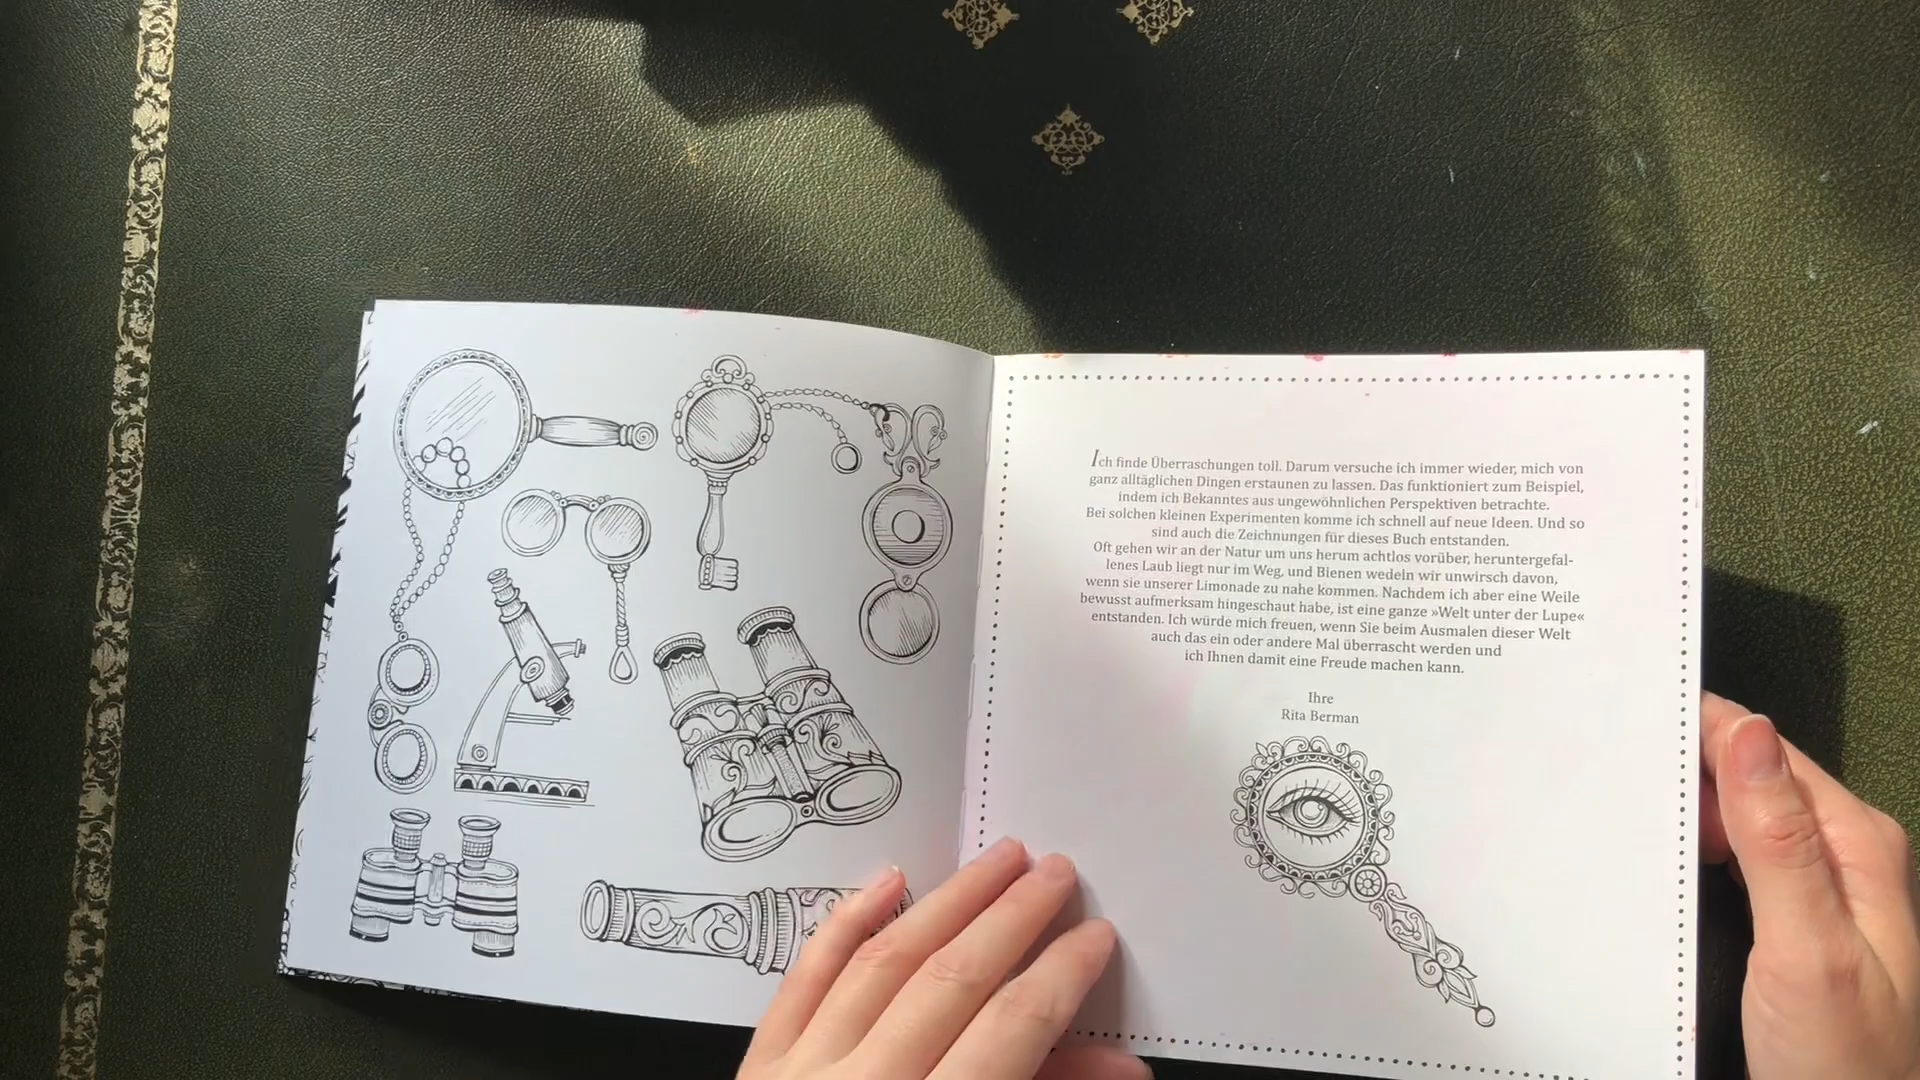 Ich finde Überraschungen toll. Darum versuche ich immer wieder, mich von
ganz alltäglichen Dingen erstaunen zu lassen. Das funktioniert zum Beispiel,
indem ich Bekanntes aus ungewöhnlichen Perspektiven betrachte.
Bei solchen kleinen Experimenten komme ich schnell auf neue Ideen. Und so
sind auch die Zeichnungen für dieses Buch entstanden.
Oft gehen wir an der Natur um uns herum achtlos vorüber, heruntergefal-
lenes Laub liegt nur im Weg, und Bienen wedeln wir unwirsch davon,
wenn sie unserer Limonade zu nahe kommen. Nachdem ich aber eine Weile
bewusst aufmerksam hingeschaut habe, ist eine ganze »Welt unter der Lupe«
entstanden. Ich würde mich freuen, wenn Sie beim Ausmalen dieser Welt
auch das ein oder andere Mal überrascht werden und
ich Ihnen damit eine Freude machen kann.
Ihre
Rita Berman